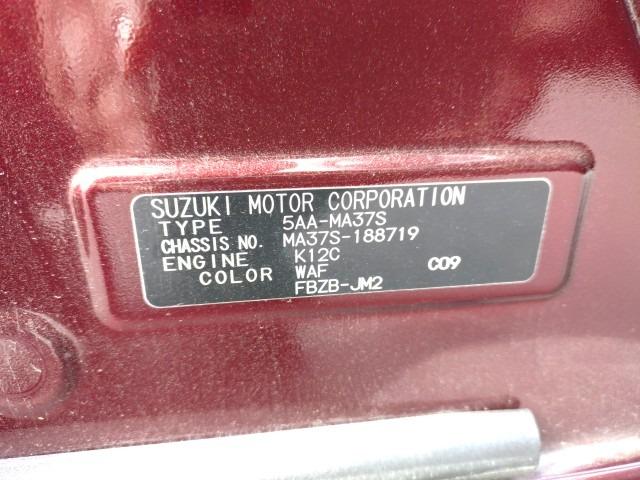 SUZUKI MOTOR CORPORATION
TYPE 5AA-MA37S
CHASSIS NO. MA37S-188719
ENGINE K12C
COLOR WAF C09
FBZB-JM2